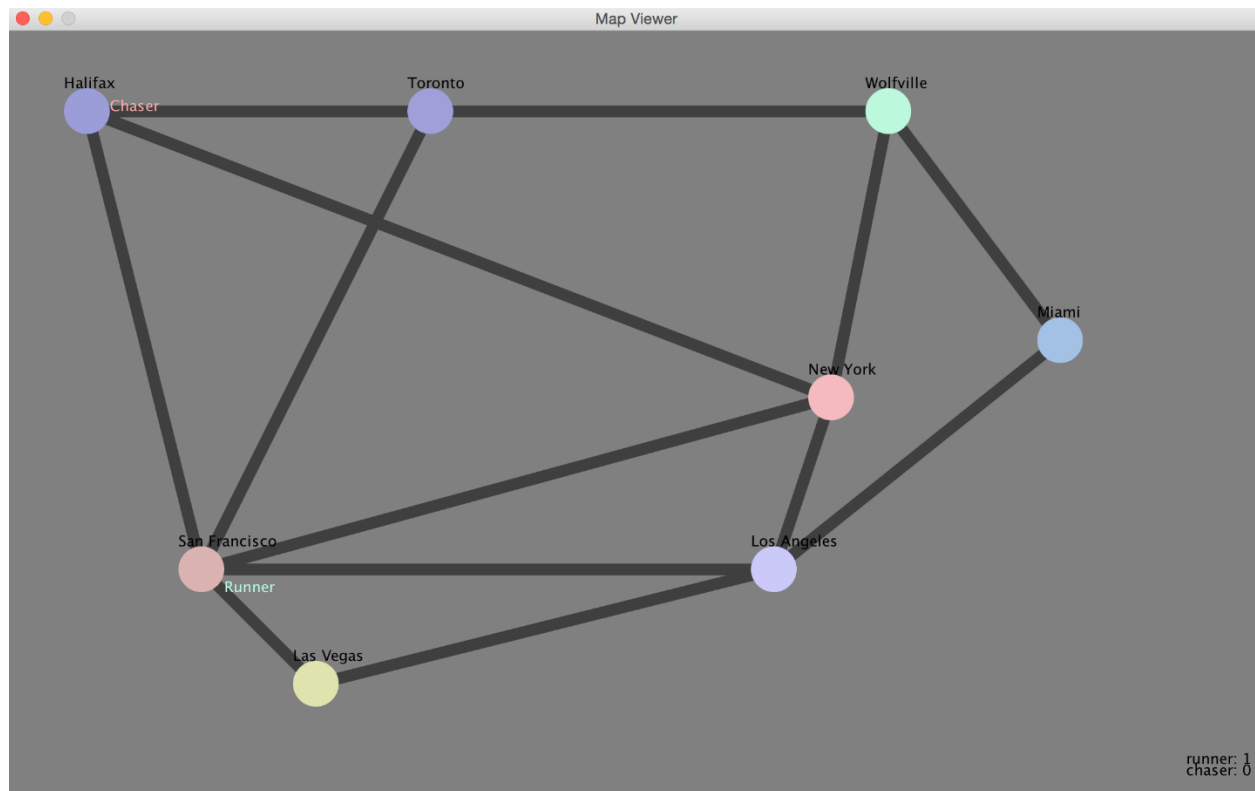 Map Viewer
Halifax
Toronto
Wolfville
Chaser
Miami
New York
San Francisco
Los Angeles
Runner
Las Vegas
runner: 1
chaser: 0